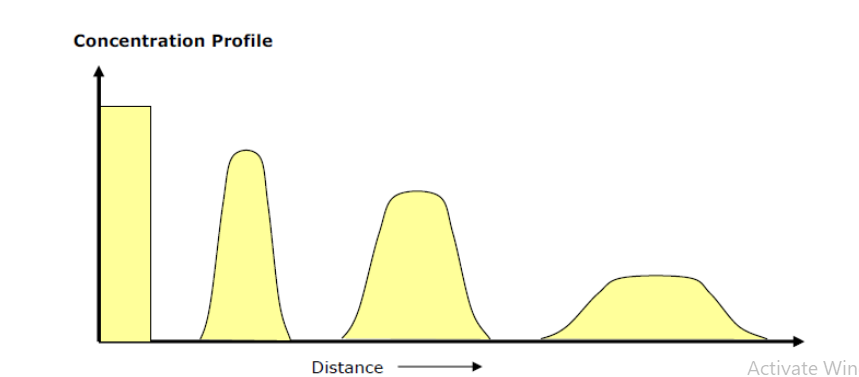 Concentration Profile
Distance
Activate Win